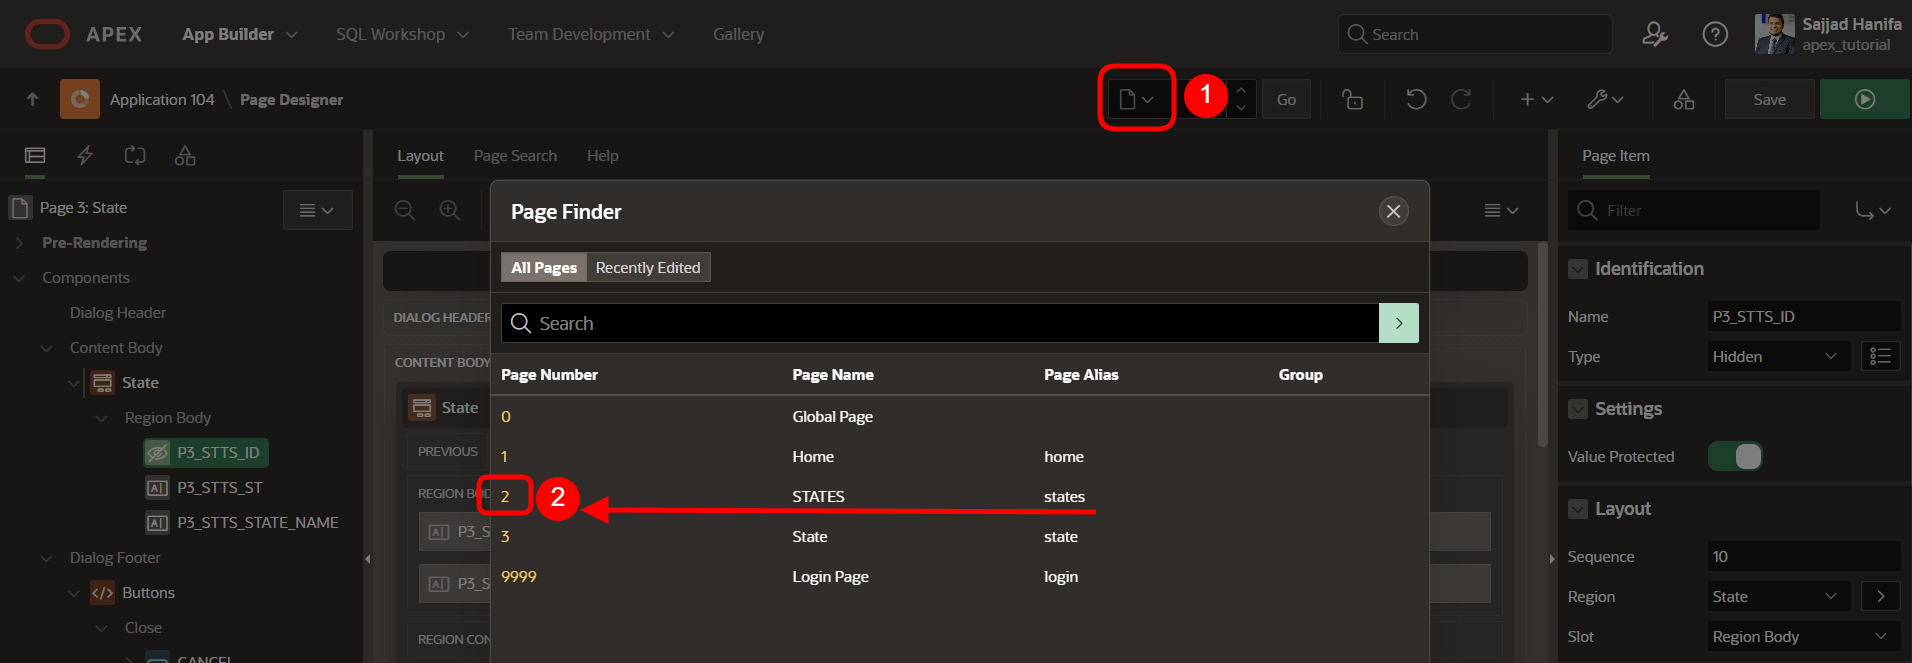 APEX App Builder SQL Workshop Team Development Gallery Search Sajjad Hanifa
apex_tutorial
Application 104 \ Page Designer 1 Go Save
Layout Page Search Help Page Item
Page 3: State
Pre-Rendering
Components
Dialog Header
Content Body
State
Region Body
P3_STTS_ID
P3_STTS_ST
P3_STTS_STATE_NAME
Dialog Footer
Buttons
Close
CANCEL
DIALOG HEADER
CONTENT BODY
State
PREVIOUS
REGION BOD
P3_S
P3_S
REGION CON
Page Finder
All Pages Recently Edited
Search
Page Number Page Name Page Alias Group
0 Global Page
1 Home home
2 2 STATES states
3 State state
9999 Login Page login
Filter
Identification
Name P3_STTS_ID
Type Hidden
Settings
Value Protected
Layout
Sequence 10
Region State
Slot Region Body